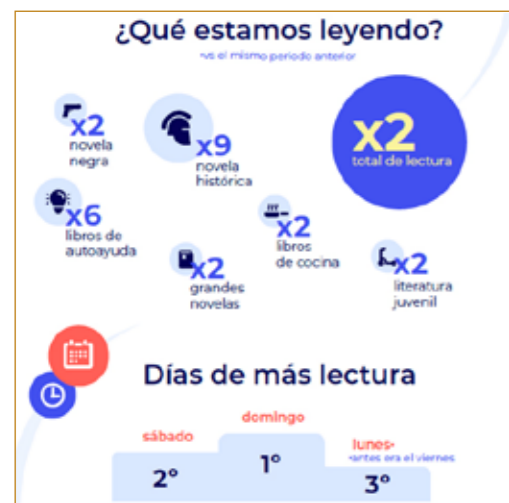 ¿Qué estamos leyendo?
•vs el mismo periodo anterior
x2
novela
negra
x9
novela
histórica
x2
total de lectura
x6
libros de
autoayuda
x2
grandes
novelas
x2
libros
de cocina
x2
literatura
juvenil
Días de más lectura
sábado
2º
domingo
1º
lunes•
•antes era el viernes
3º